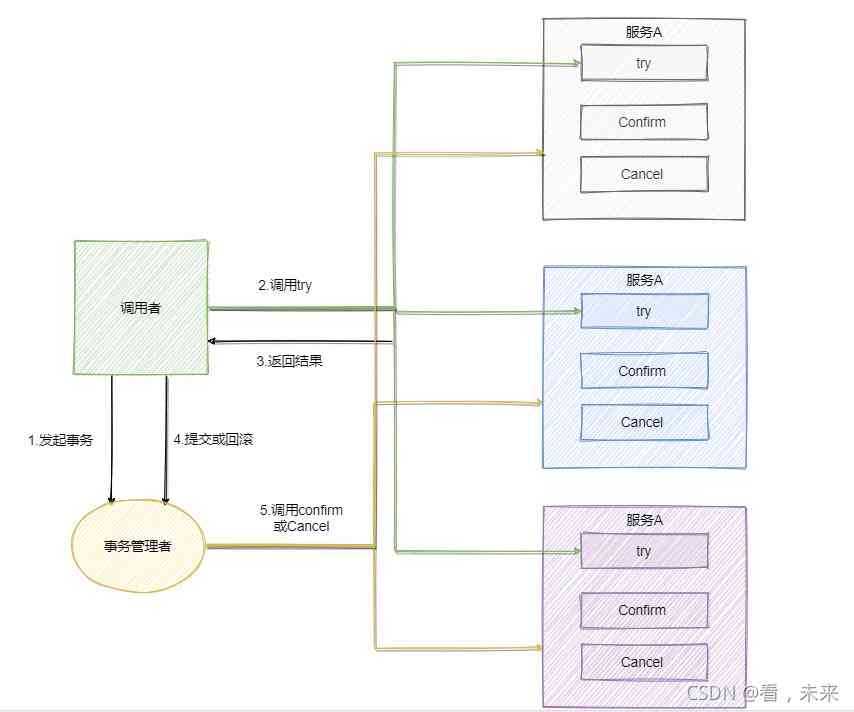 服务A
try
Confirm
Cancel
调用者
2.调用try
3.返回结果
服务A
try
Confirm
Cancel
1.发起事务
4.提交或回滚
事务管理者
5.调用confirm
或Cancel
服务A
try
Confirm
Cancel
CSDN @看，未来